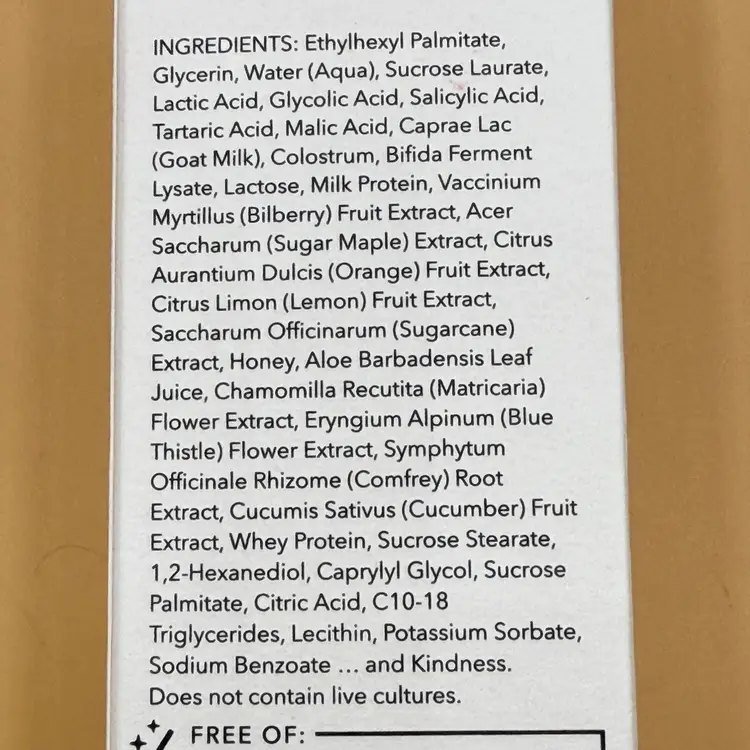 INGREDIENTS: Ethylhexyl Palmitate,
Glycerin, Water (Aqua), Sucrose Laurate,
Lactic Acid, Glycolic Acid, Salicylic Acid,
Tartaric Acid, Malic Acid, Caprae Lac
(Goat Milk), Colostrum, Bifida Ferment
Lysate, Lactose, Milk Protein, Vaccinium
Myrtillus (Bilberry) Fruit Extract, Acer
Saccharum (Sugar Maple) Extract, Citrus
Aurantium Dulcis (Orange) Fruit Extract,
Citrus Limon (Lemon) Fruit Extract,
Saccharum Officinarum (Sugarcane)
Extract, Honey, Aloe Barbadensis Leaf
Juice, Chamomilla Recutita (Matricaria)
Flower Extract, Eryngium Alpinum (Blue
Thistle) Flower Extract, Symphytum
Officinale Rhizome (Comfrey) Root
Extract, Cucumis Sativus (Cucumber) Fruit
Extract, Whey Protein, Sucrose Stearate,
1,2-Hexanediol, Caprylyl Glycol, Sucrose
Palmitate, Citric Acid, C10-18
Triglycerides, Lecithin, Potassium Sorbate,
Sodium Benzoate ... and Kindness.
Does not contain live cultures.
FREE OF: